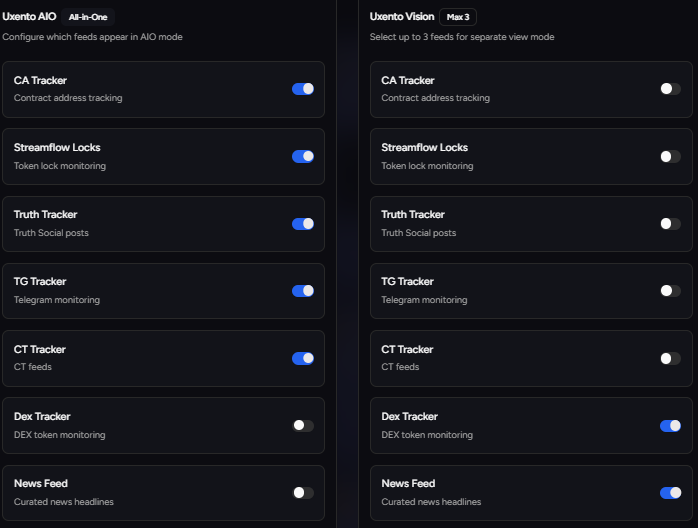 Uxento AIO All-in-One
Configure which feeds appear in AIO mode
CA Tracker
Contract address tracking
Streamflow Locks
Token lock monitoring
Truth Tracker
Truth Social posts
TG Tracker
Telegram monitoring
CT Tracker
CT feeds
Dex Tracker
DEX token monitoring
News Feed
Curated news headlines
Uxento Vision Max 3
Select up to 3 feeds for separate view mode
CA Tracker
Contract address tracking
Streamflow Locks
Token lock monitoring
Truth Tracker
Truth Social posts
TG Tracker
Telegram monitoring
CT Tracker
CT feeds
Dex Tracker
DEX token monitoring
News Feed
Curated news headlines